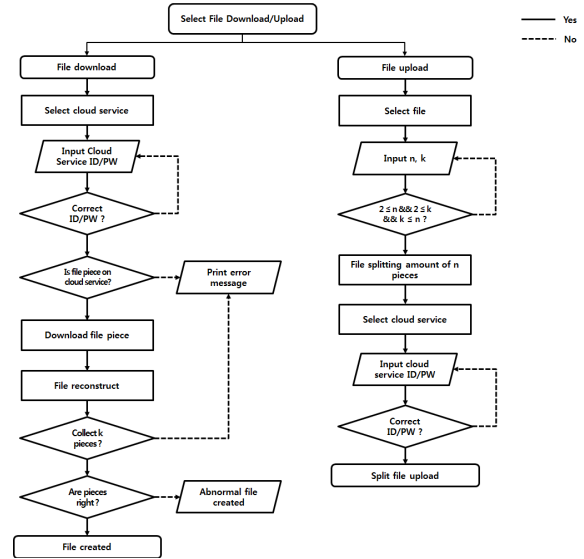 Select File Download/Upload
Yes
No
File download
Select cloud service
Input Cloud
Service ID/PW
Correct
ID/PW ?
Is file piece on
cloud service?
Print error
message
Download file piece
File reconstruct
Collect k
pieces ?
Are pieces
right ?
Abnormal file
created
File created
File upload
Select file
Input n, k
2 ≤ n && 2 ≤ k
&& k ≤ n ?
File splitting amount of n
pieces
Select cloud service
Input cloud
service ID/PW
Correct
ID/PW ?
Split file upload